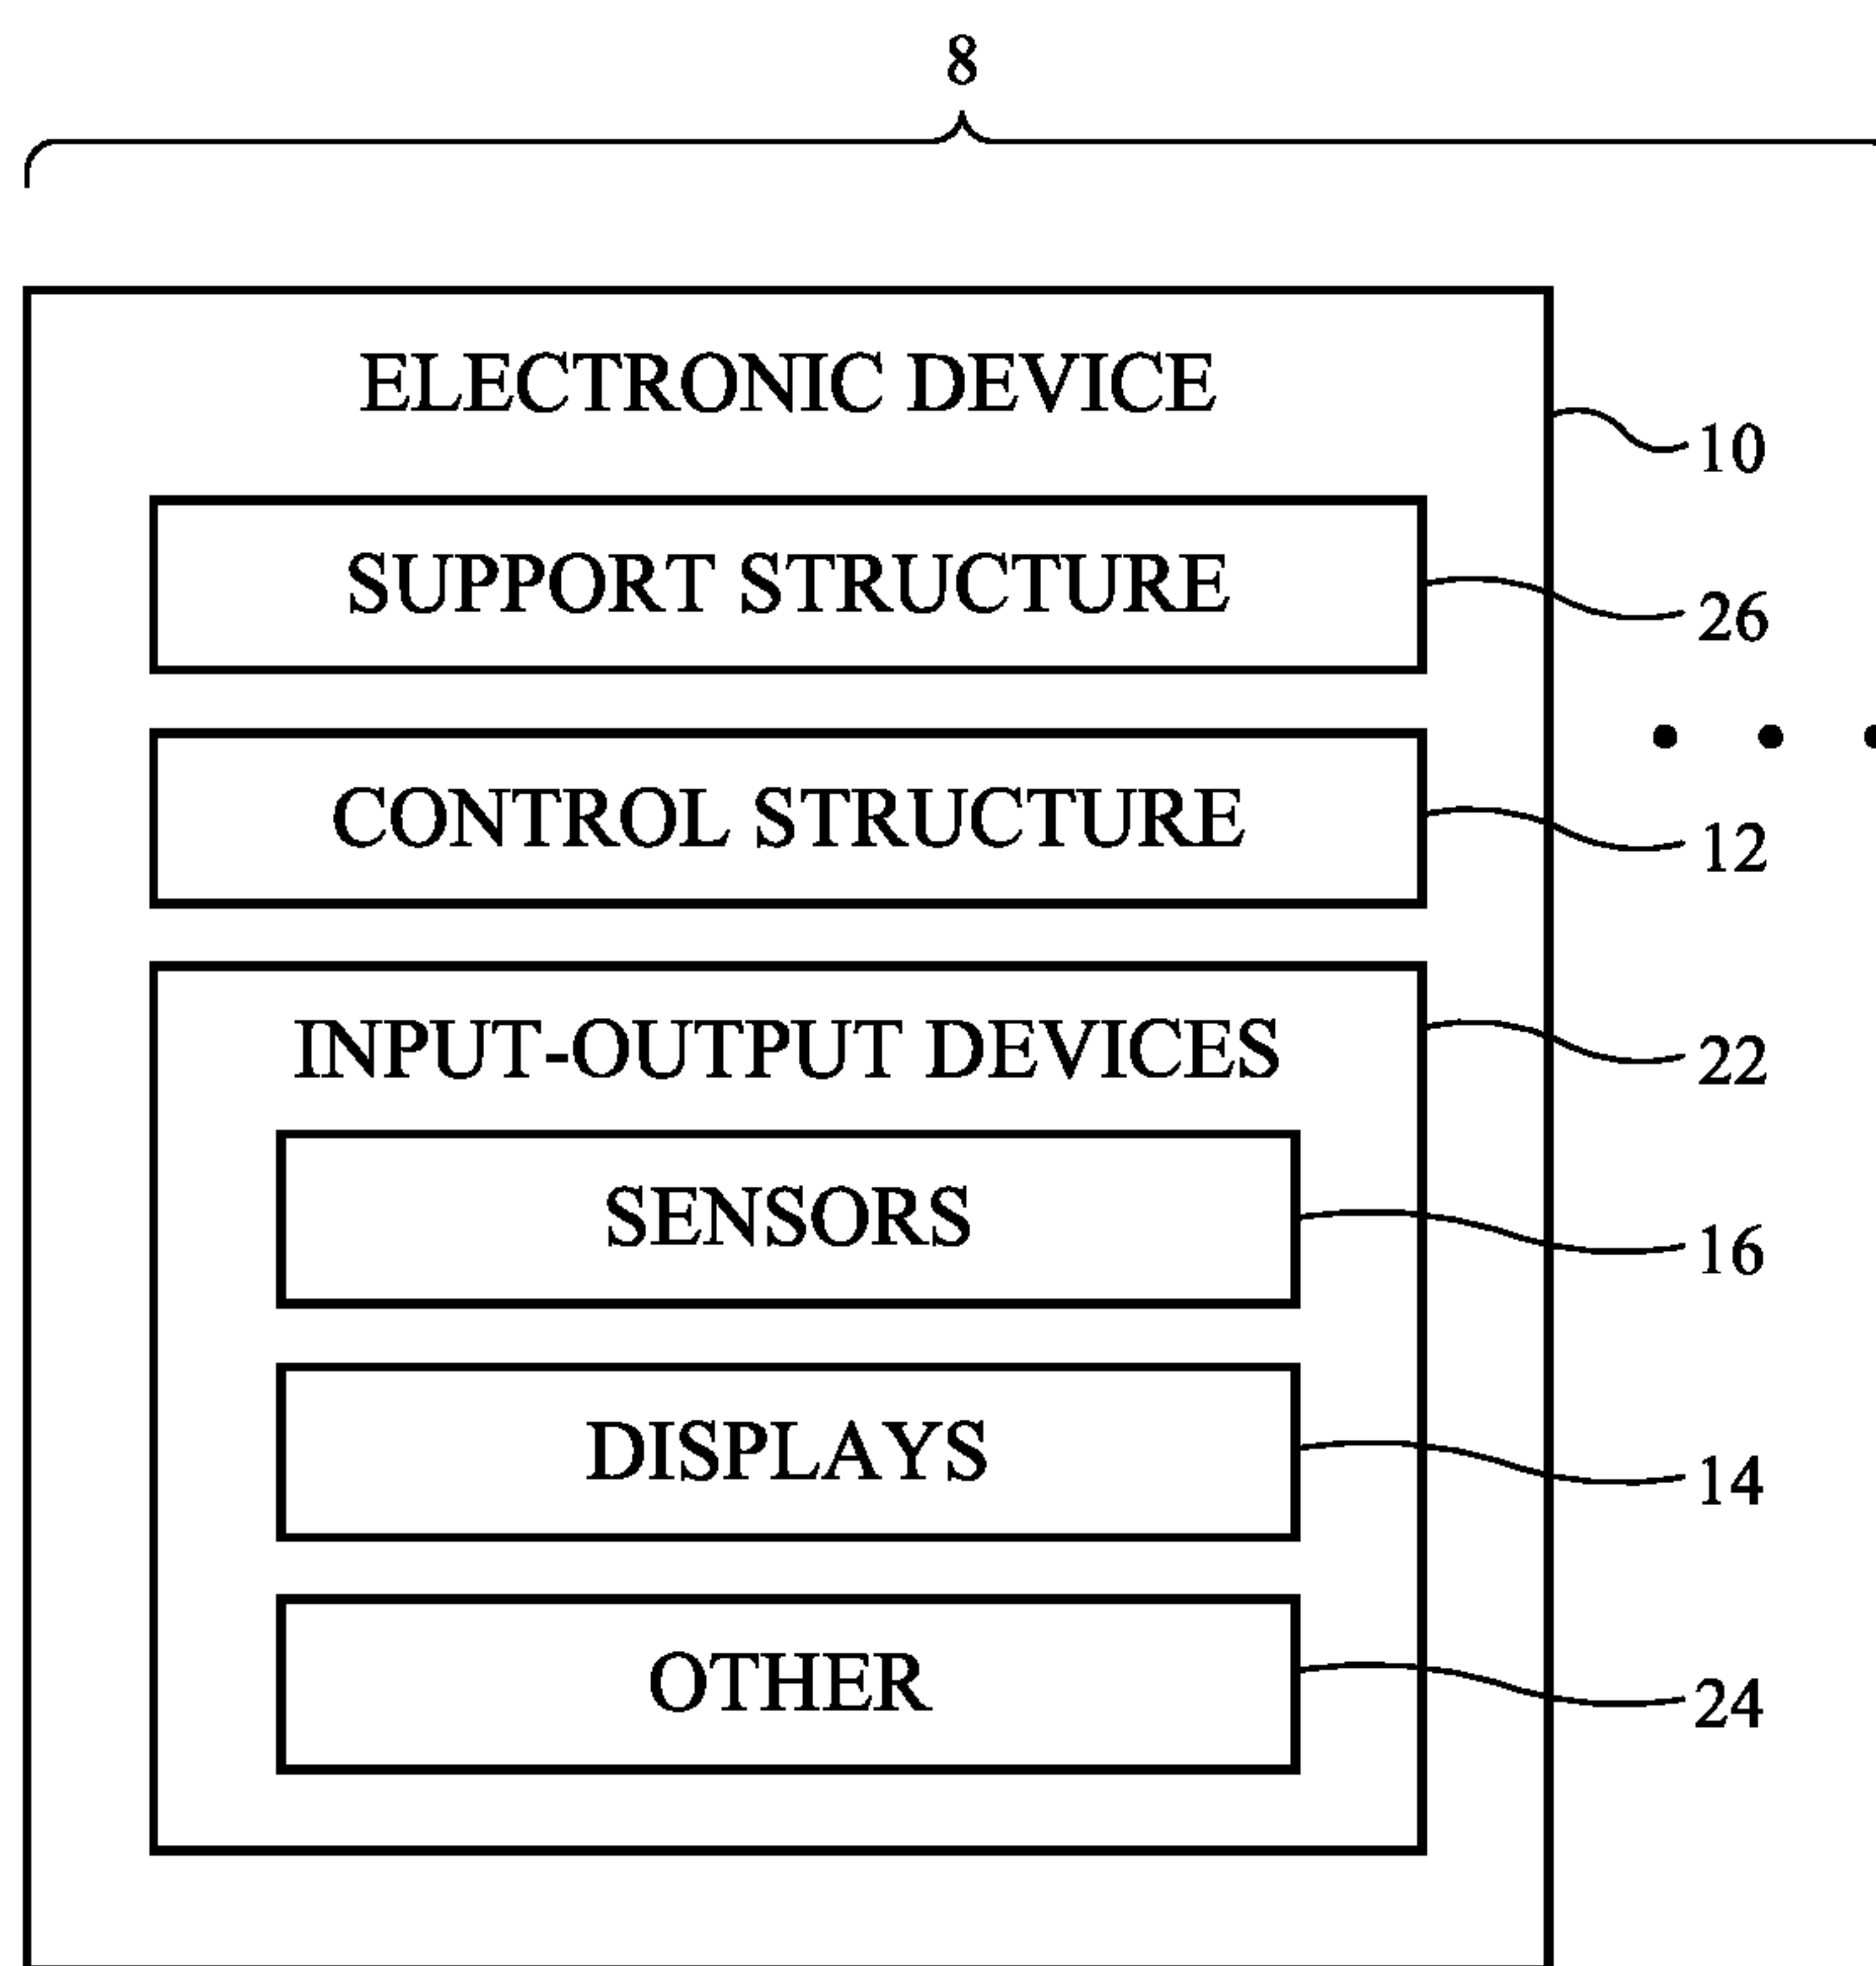 8
ELECTRONIC DEVICE
10
SUPPORT STRUCTURE
26
CONTROL STRUCTURE
12
INPUT-OUTPUT DEVICES
22
SENSORS
16
DISPLAYS
14
OTHER
24